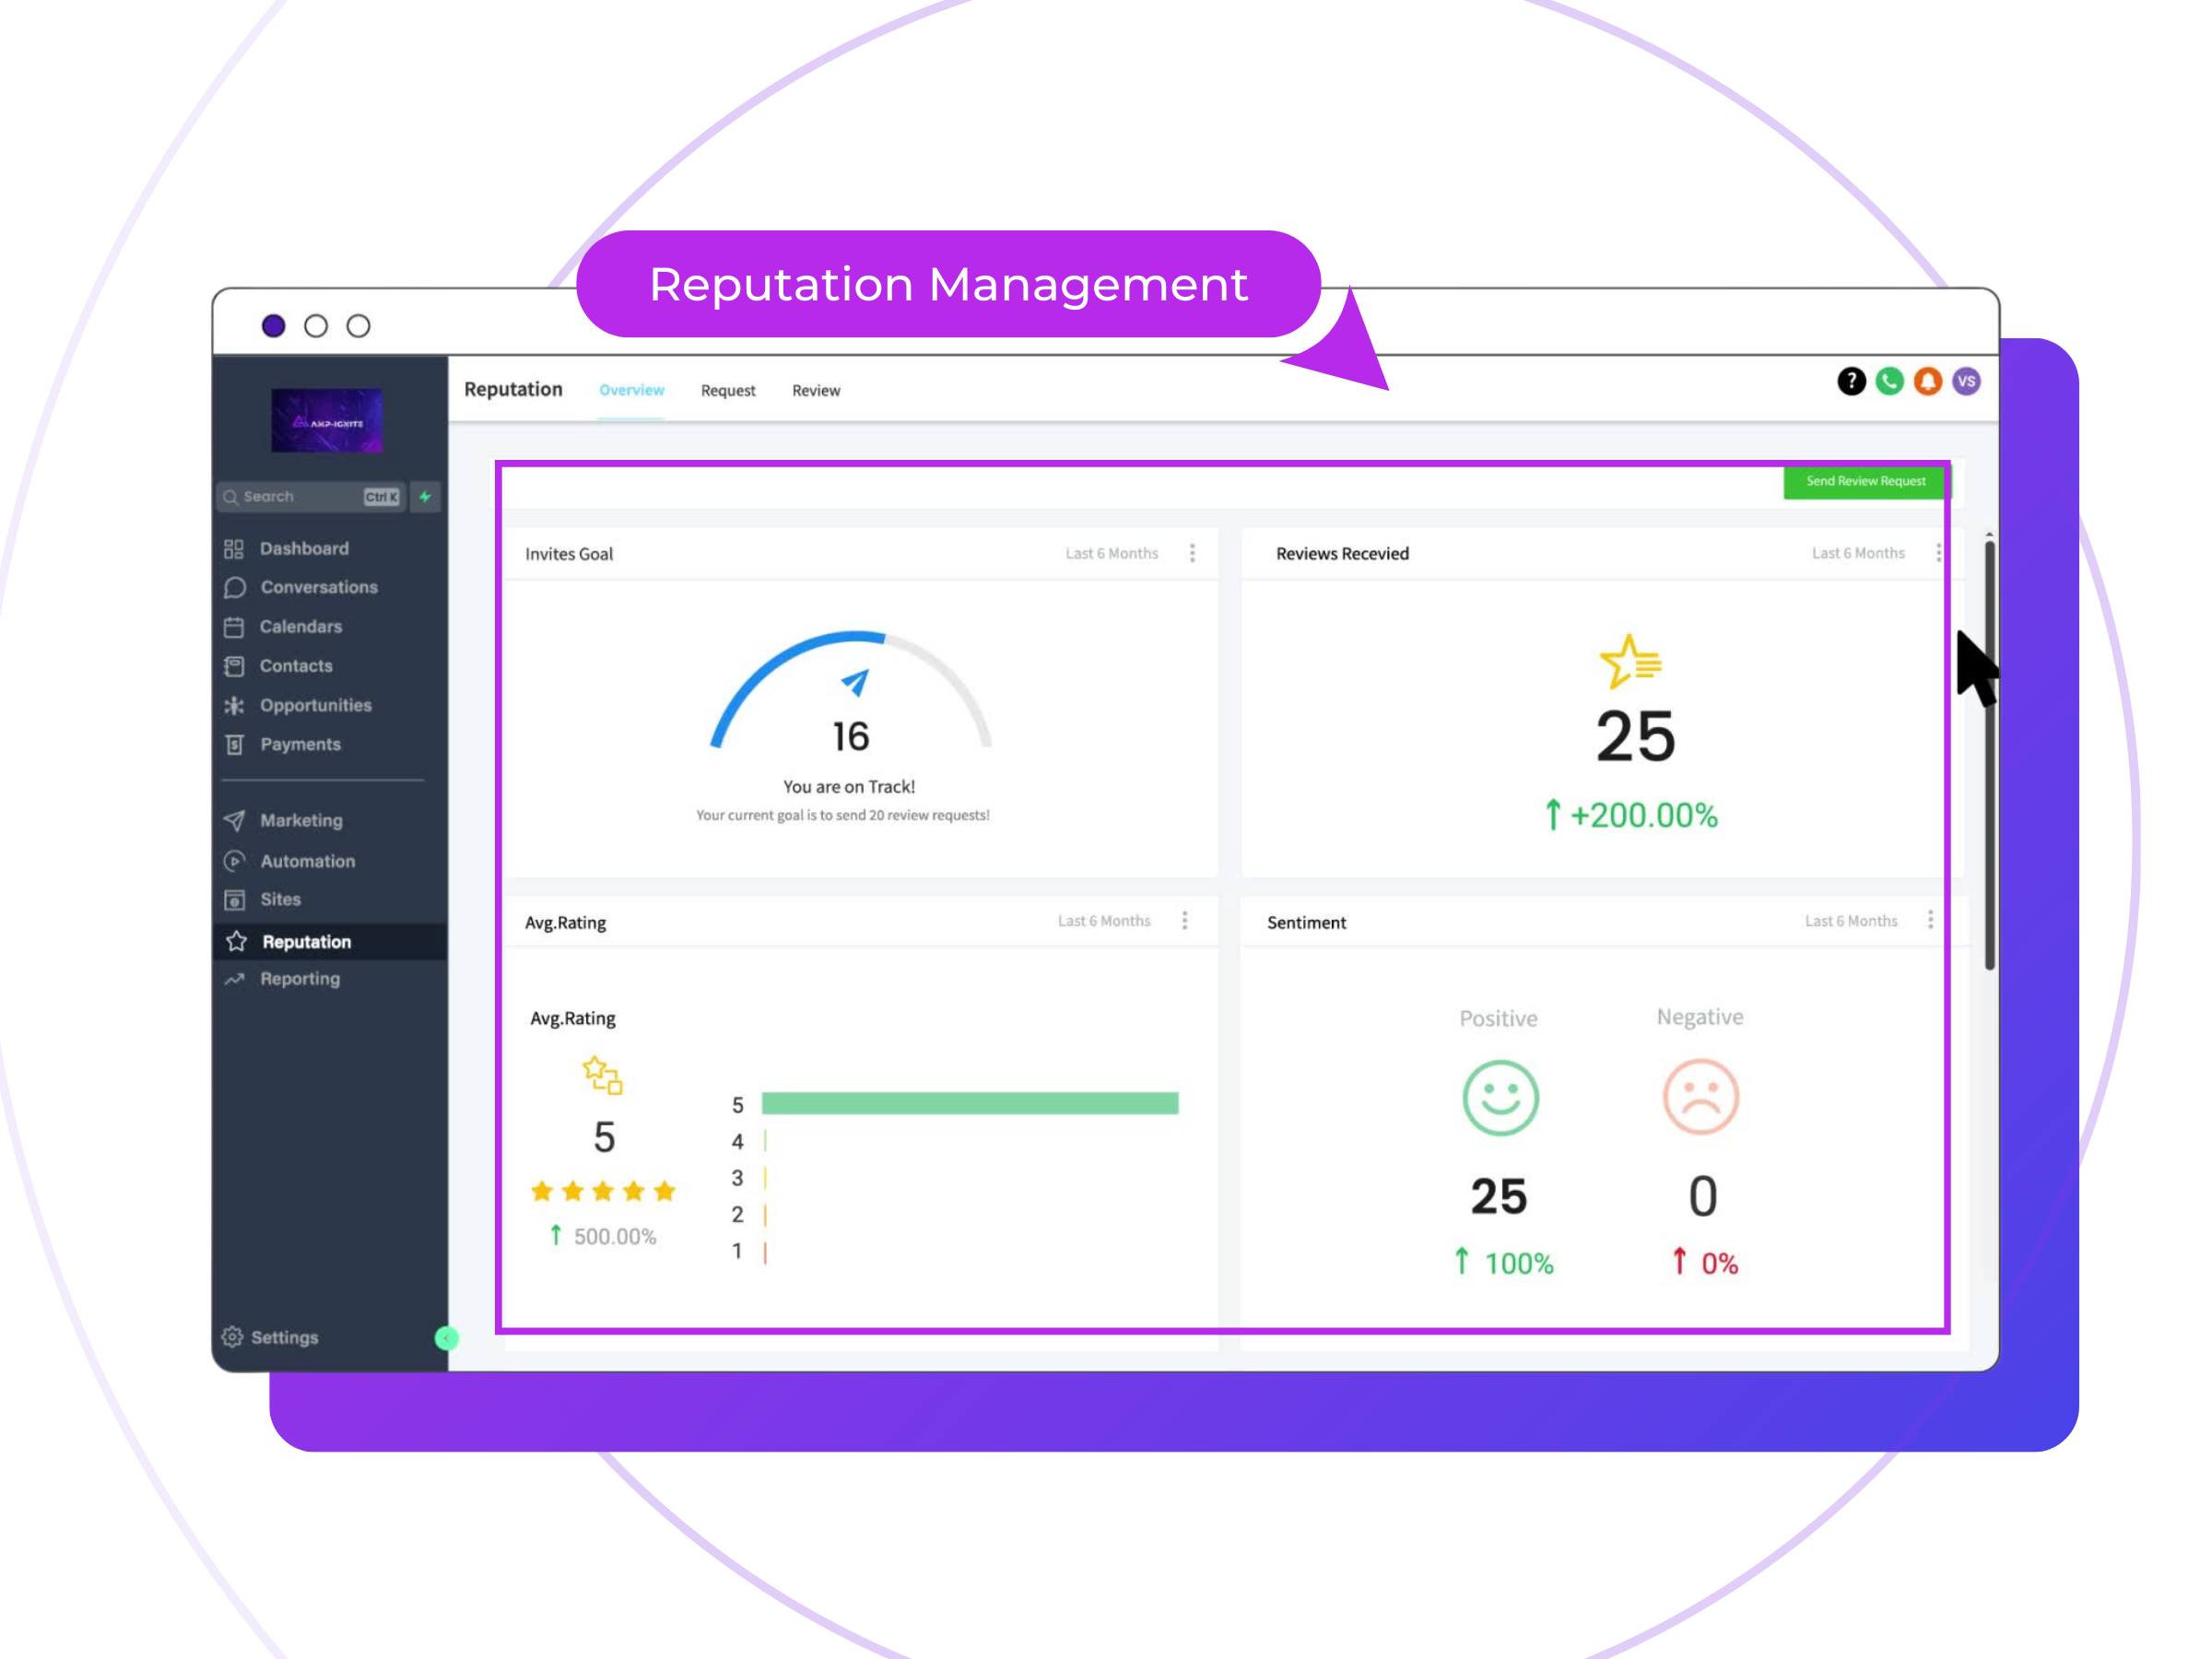 Reputation Management
Reputation
Overview
Request
Review
?
VS
AMP-IGNITE
Search
Ctrl K
Dashboard
Conversations
Calendars
Contacts
Opportunities
Payments
Marketing
Automation
Sites
Reputation
Reporting
Settings
Send Review Request
Invites Goal
Last 6 Months
16
You are on Track!
Your current goal is to send 20 review requests!
Reviews Recevied
Last 6 Months
25
+200.00%
Avg.Rating
Last 6 Months
Avg.Rating
5
500.00%
5
4
3
2
1
Sentiment
Last 6 Months
Positive
Negative
25
0
100%
0%